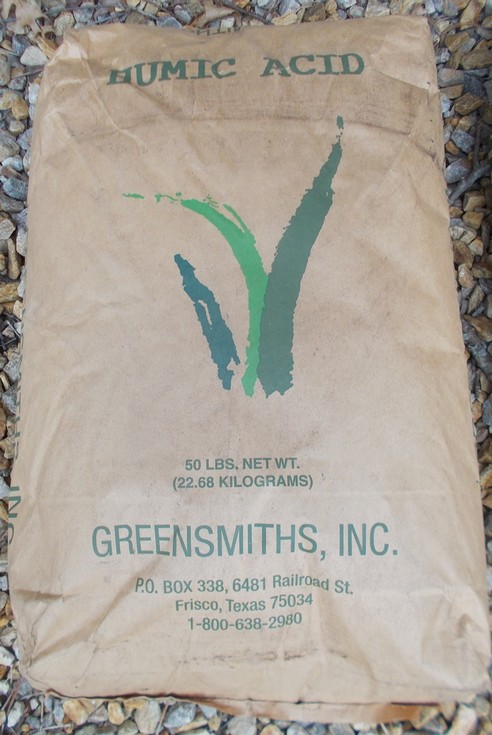 HUMIC ACID
50 LBS. NET WT.
(22.68 KILOGRAMS)
GREENSMITHS, INC.
P.O. BOX 338, 6481 Railroad St.
Frisco, Texas 75034
1-800-638-2980